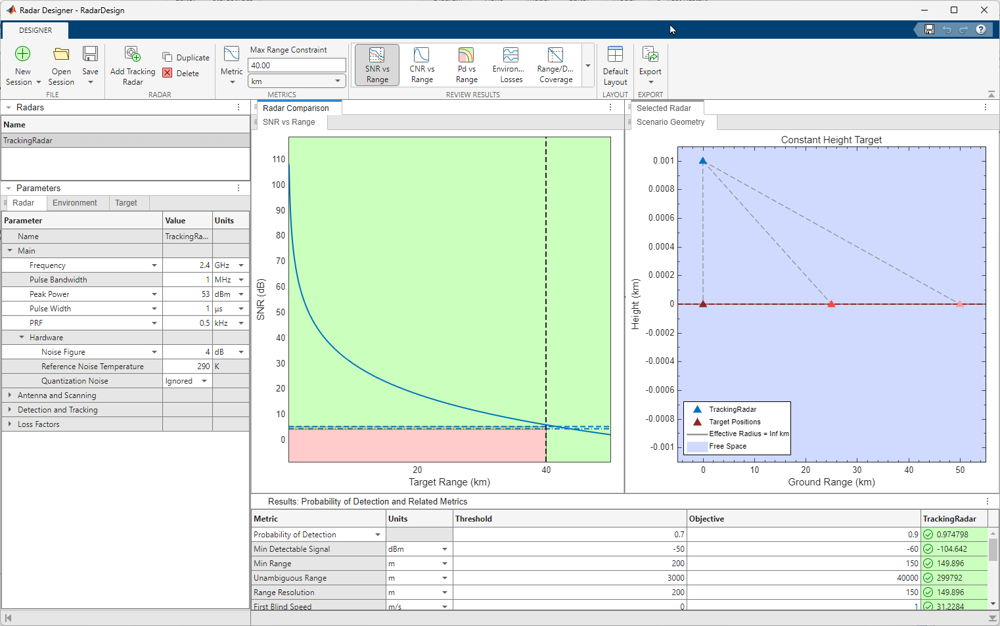 Radar Designer - RadarDesign
DESIGNER
New Session
Open Session
Save
FILE
Add Tracking Radar
Duplicate
Delete
RADAR
Metric
Max Range Constraint
40.00
km
METRICS
SNR vs Range
CNR vs Range
Pd vs Range
Environ... Losses
Range/D... Coverage
REVIEW RESULTS
Default Layout
LAYOUT
Export
EXPORT
Radars
Name
TrackingRadar
Parameters
Radar Environment Target
Parameter Value Units
Name TrackingRa...
Main
Frequency 2.4 GHz
Pulse Bandwidth 1 MHz
Peak Power 53 dBm
Pulse Width 1 µs
PRF 0.5 kHz
Hardware
Noise Figure 4 dB
Reference Noise Temperature 290 K
Quantization Noise Ignored
Antenna and Scanning
Detection and Tracking
Loss Factors
Radar Comparison
SNR vs Range
110
100
90
80
70
60
50
40
30
20
10
0
SNR (dB)
20 40
Target Range (km)
Selected Radar
Scenario Geometry
Constant Height Target
0.001
0.0008
0.0006
0.0004
0.0002
0
-0.0002
-0.0004
-0.0006
-0.0008
-0.001
Height (km)
TrackingRadar
Target Positions
Effective Radius = Inf km
Free Space
0 10 20 30 40 50
Ground Range (km)
Results: Probability of Detection and Related Metrics
Metric Units Threshold Objective TrackingRadar
Probability of Detection 0.7 0.9 0.974798
Min Detectable Signal dBm -50 -60 -104.642
Min Range m 200 150 149.896
Unambiguous Range m 3000 40000 299792
Range Resolution m 200 150 149.896
First Blind Speed m/s 0 1 31.2284